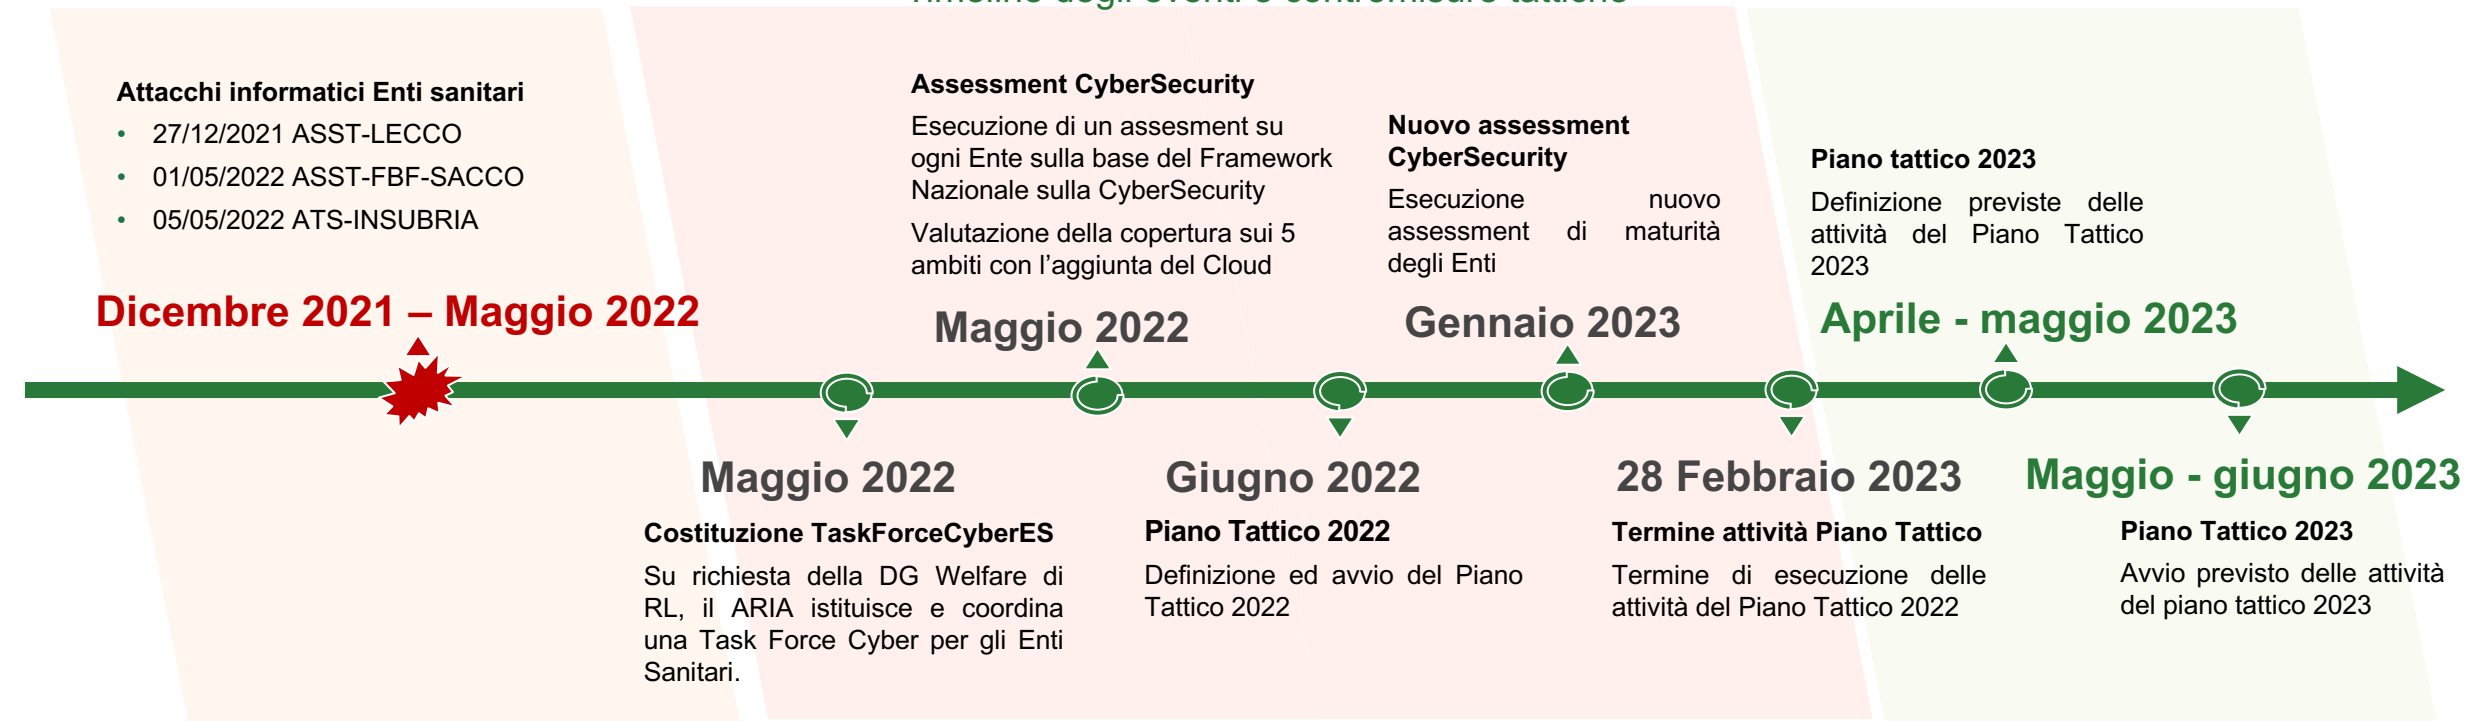 Timeline degli eventi e contromisure tattiche
Attacchi informatici Enti sanitari
• 27/12/2021 ASST-LECCO
• 01/05/2022 ASST-FBF-SACCO
• 05/05/2022 ATS-INSUBRIA
Dicembre 2021 – Maggio 2022
Assessment CyberSecurity
Esecuzione di un assesment su
ogni Ente sulla base del Framework
Nazionale sulla CyberSecurity
Valutazione della copertura sui 5
ambiti con l’aggiunta del Cloud
Maggio 2022
Nuovo assessment
CyberSecurity
Esecuzione nuovo
assessment di maturità
degli Enti
Gennaio 2023
Piano tattico 2023
Definizione previste delle
attività del Piano Tattico
2023
Aprile - maggio 2023
Maggio 2022
Costituzione TaskForceCyberES
Su richiesta della DG Welfare di
RL, il ARIA istituisce e coordina
una Task Force Cyber per gli Enti
Sanitari.
Giugno 2022
Piano Tattico 2022
Definizione ed avvio del Piano
Tattico 2022
28 Febbraio 2023
Termine attività Piano Tattico
Termine di esecuzione delle
attività del Piano Tattico 2022
Maggio - giugno 2023
Piano Tattico 2023
Avvio previsto delle attività
del piano tattico 2023